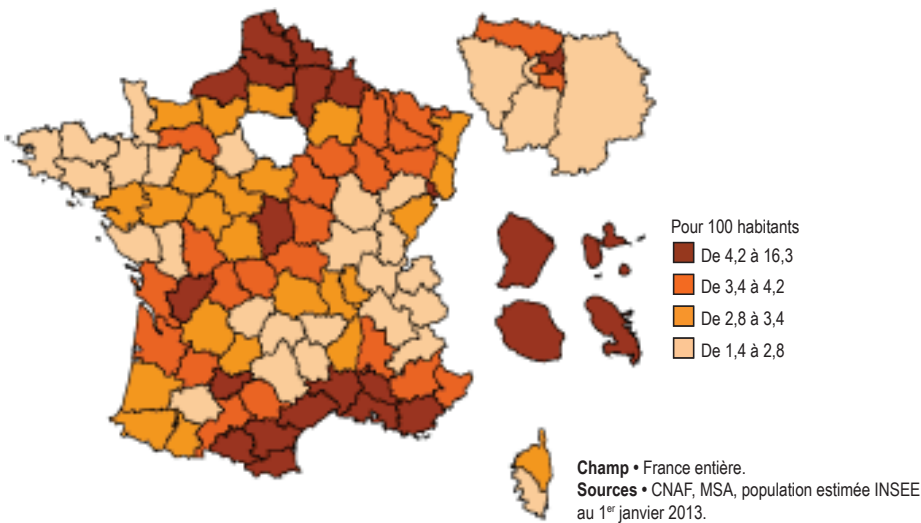 Pour 100 habitants
De 4,2 à 16,3
De 3,4 à 4,2
De 2,8 à 3,4
De 1,4 à 2,8
Champ • France entière.
Sources • CNAF, MSA, population estimée INSEE
au 1er janvier 2013.